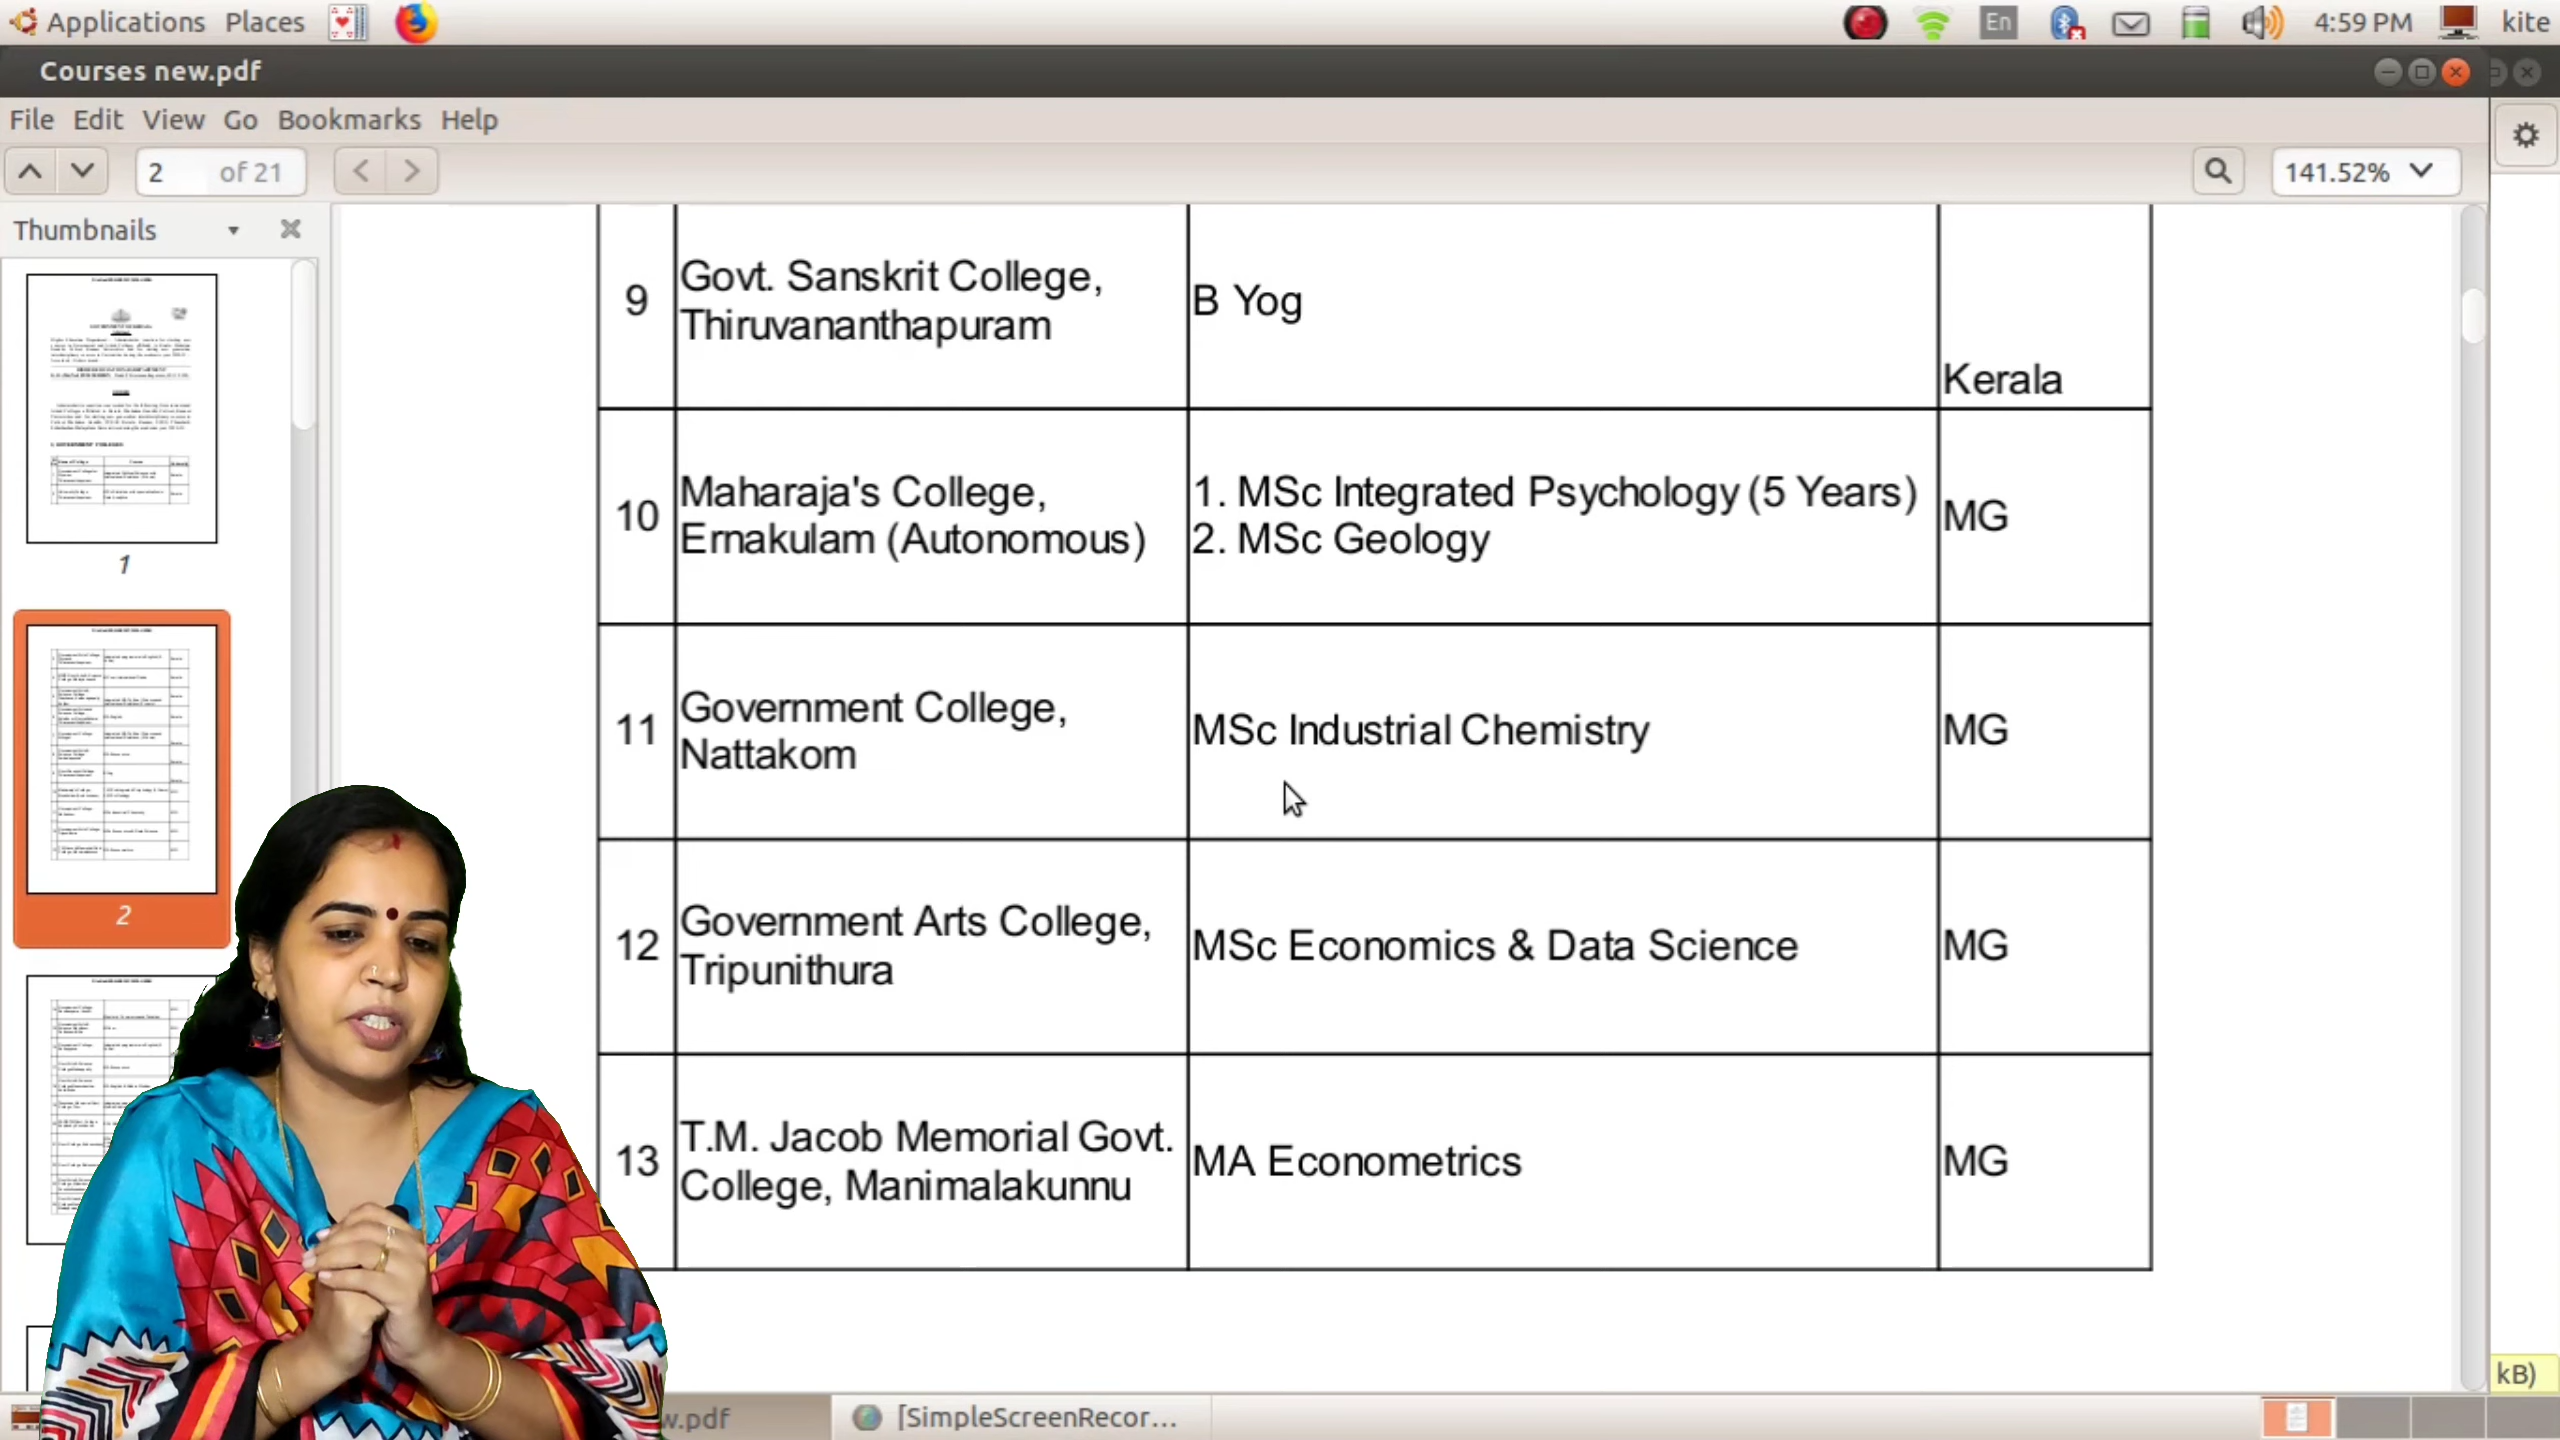 Applications Places
En
4:59 PM
kite
Courses new.pdf
File Edit View Go Bookmarks Help
2 of 21
141.52%
Thumbnails
1
2
9
Govt. Sanskrit College,
Thiruvananthapuram
B Yog
Kerala
10
Maharaja's College,
Ernakulam (Autonomous)
1. MSc Integrated Psychology (5 Years)
2. MSc Geology
MG
11
Government College,
Nattakom
MSc Industrial Chemistry
MG
12
Government Arts College,
Tripunithura
MSc Economics & Data Science
MG
13
T.M. Jacob Memorial Govt.
College, Manimalakunnu
MA Econometrics
MG
kB)
w.pdf
[SimpleScreenRecor...